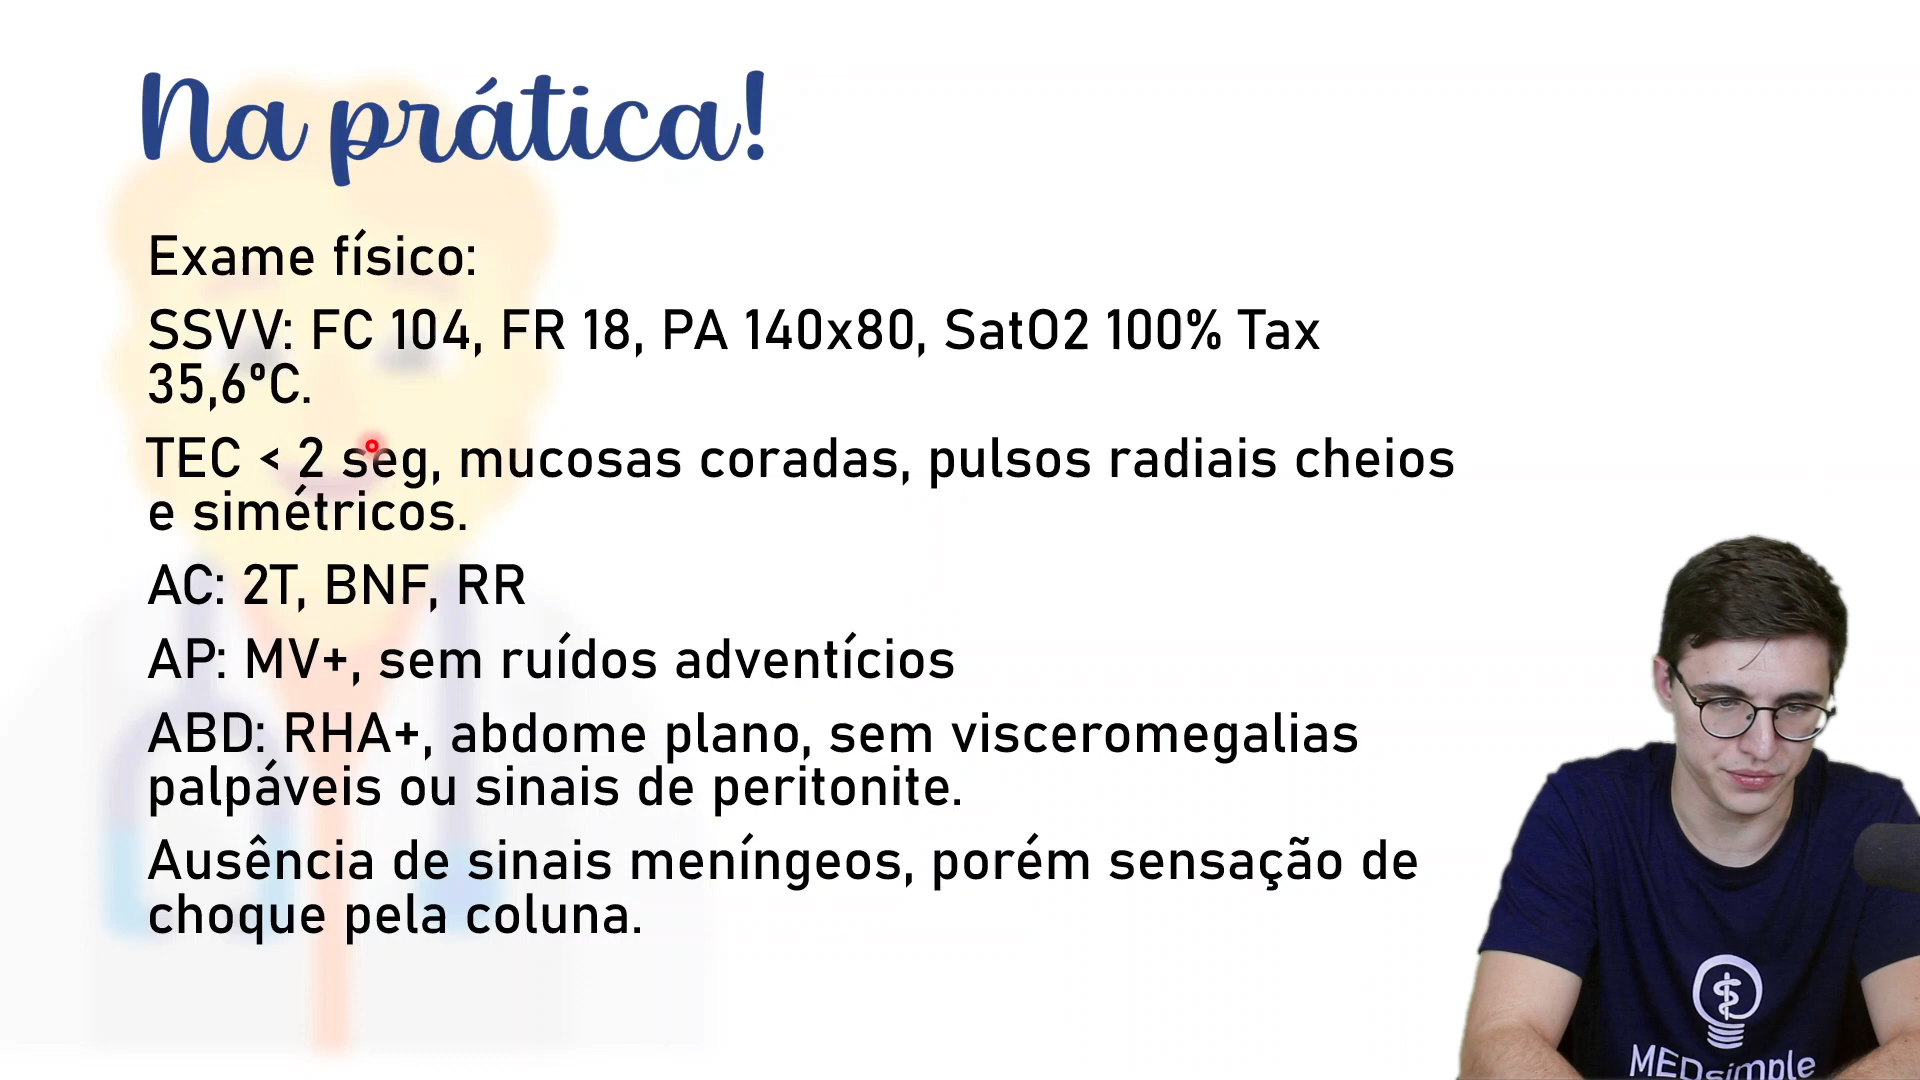 Na prática!
Exame físico:
SSVV: FC 104, FR 18, PA 140x80, SatO2 100% Tax
35,6ºC.
TEC < 2 seg, mucosas coradas, pulsos radiais cheios
e simétricos.
AC: 2T, BNF, RR
AP: MV+, sem ruídos adventícios
ABD: RHA+, abdome plano, sem visceromegalias
palpáveis ou sinais de peritonite.
Ausência de sinais meníngeos, porém sensação de
choque pela coluna.
MEDsimple